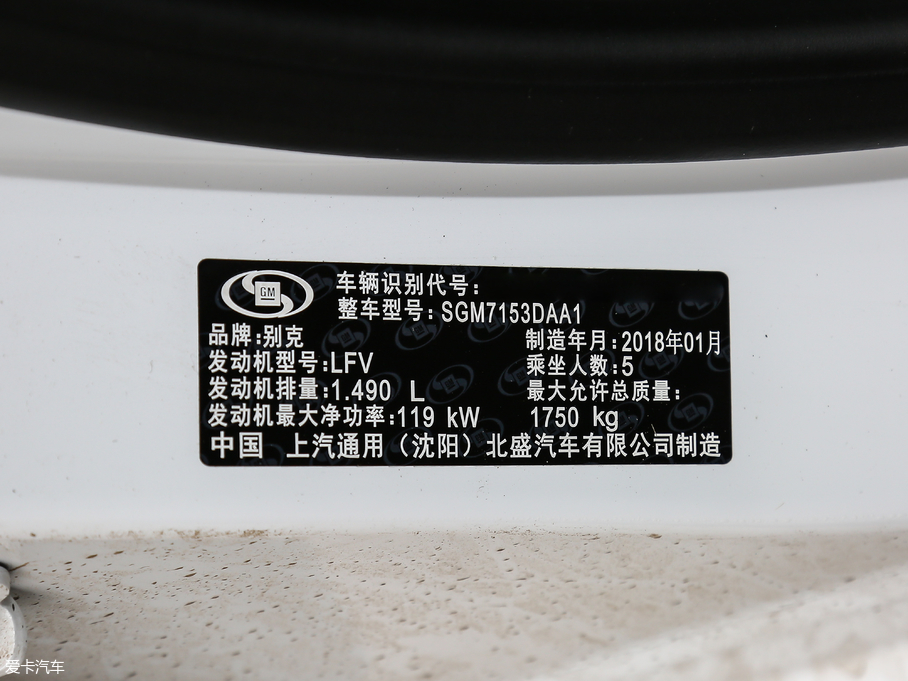 GM
车辆识别代号:
整车型号:SGM7153DAA1
品牌:别克 制造年月:2018年01月
发动机型号:LFV 乘坐人数:5
发动机排量:1.490 L 最大允许总质量:
发动机最大净功率:119 kW 1750 kg
中国 上汽通用（沈阳）北盛汽车有限公司制造
爱卡汽车